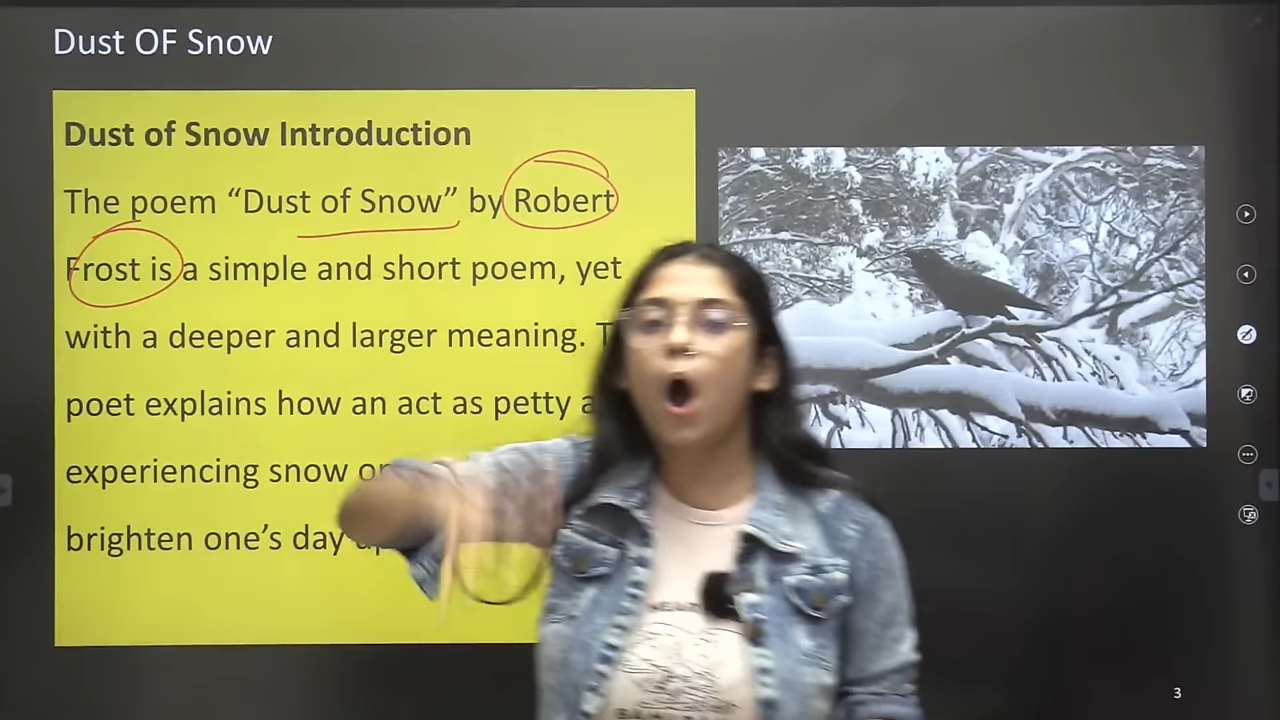 Dust OF Snow
Dust of Snow Introduction
The poem “Dust of Snow” by Robert
Frost is a simple and short poem, yet
with a deeper and larger meaning.
poet explains how an act as petty
experiencing snow
brighten one’s day
3